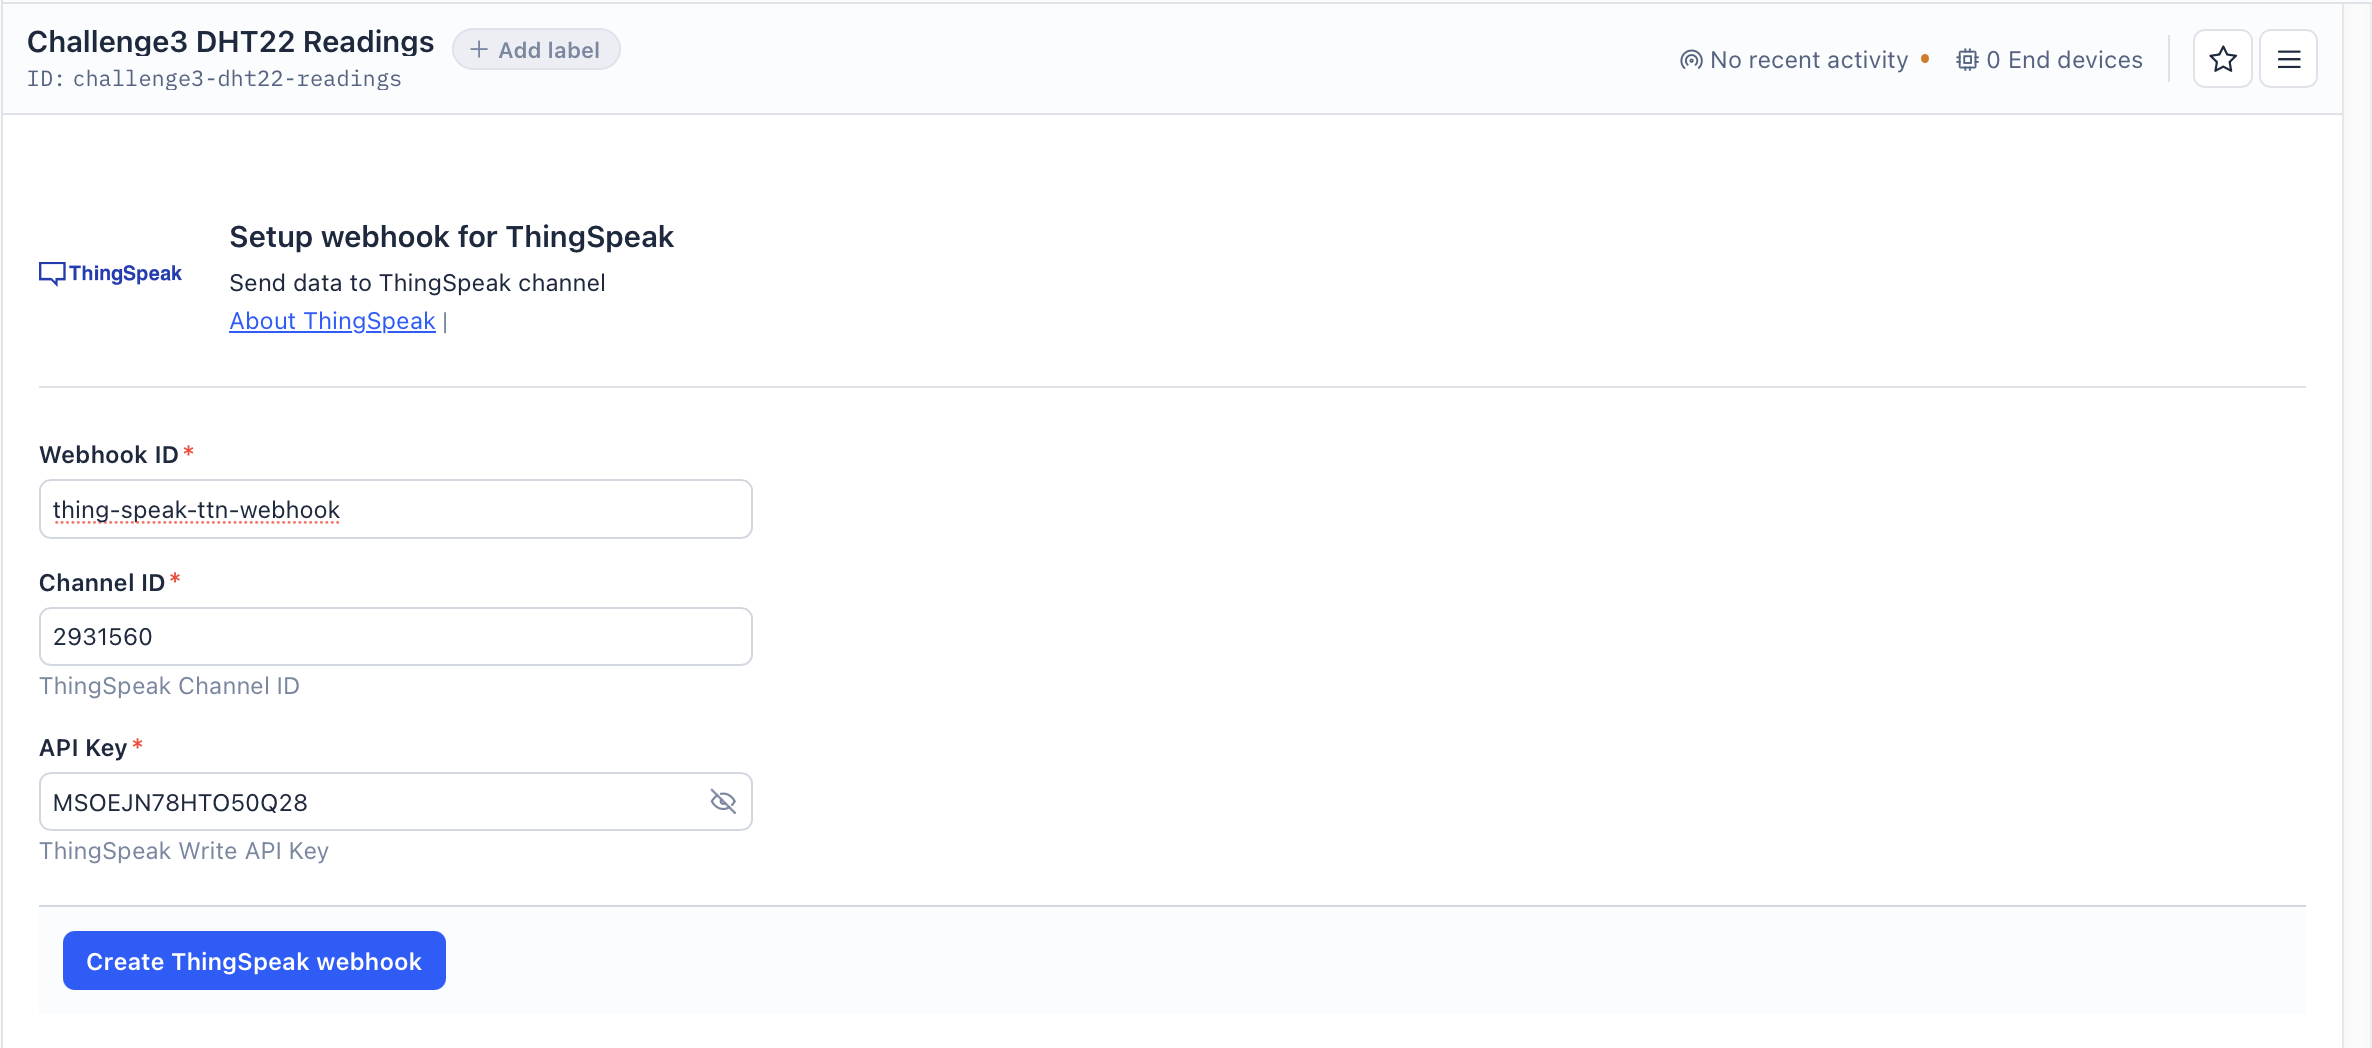 Challenge3 DHT22 Readings
+ Add label
ID: challenge3-dht22-readings
No recent activity
0 End devices
ThingSpeak
Setup webhook for ThingSpeak
Send data to ThingSpeak channel
About ThingSpeak |
Webhook ID*
thing-speak-ttn-webhook
Channel ID*
2931560
ThingSpeak Channel ID
API Key*
MSOEJN78HTO50Q28
ThingSpeak Write API Key
Create ThingSpeak webhook